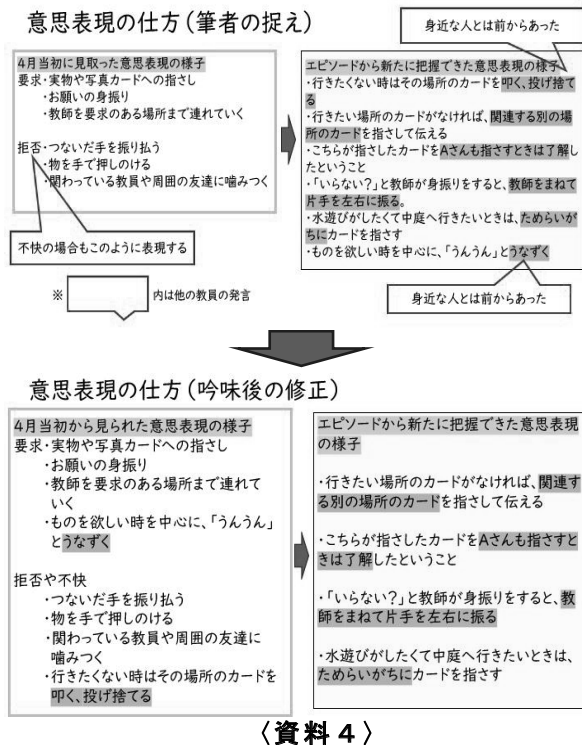 意思表現の仕方（筆者の捉え）
身近な人とは前からあった
4月当初に見取った意思表現の様子
要求・実物や写真カードへの指さし
・お願いの身振り
・教師を要求のある場所まで連れていく
拒否・つないだ手を振り払う
・物を手で押しのける
・関わっている教員や周囲の友達に噛みつく
不快の場合もこのように表現する
※ 内は他の教員の発言
エピソードから新たに把握できた意思表現の様子
・行きたくない時はその場所のカードを叩く、投げ捨て
る
・行きたい場所のカードがなければ、関連する別の場
所のカードを指さして伝える
・こちらが指さしたカードをAさんも指さすときは了解し
たということ
・「いらない？」と教師が身振りをすると、教師をまねて
片手を左右に振る。
・水遊びがしたくて中庭へ行きたいときは、ためらいが
ちにカードを指さす
・ものを欲しい時を中心に、「うんうん」とうなずく
身近な人とは前からあった
意思表現の仕方（吟味後の修正）
4月当初から見られた意思表現の様子
要求・実物や写真カードへの指さし
・お願いの身振り
・教師を要求のある場所まで連れて
いく
・ものを欲しい時を中心に、「うんうん」
とうなずく
拒否や不快
・つないだ手を振り払う
・物を手で押しのける
・関わっている教員や周囲の友達に
噛みつく
・行きたくない時はその場所のカードを
叩く、投げ捨てる
エピソードから新たに把握できた意思表現
の様子
・行きたい場所のカードがなければ、関連す
る別の場所のカードを指さして伝える
・こちらが指さしたカードをAさんも指さすと
きは了解したということ
・「いらない？」と教師が身振りをすると、教
師をまねて片手を左右に振る
・水遊びがしたくて中庭へ行きたいときは、
ためらいがちにカードを指さす
〈資料４〉